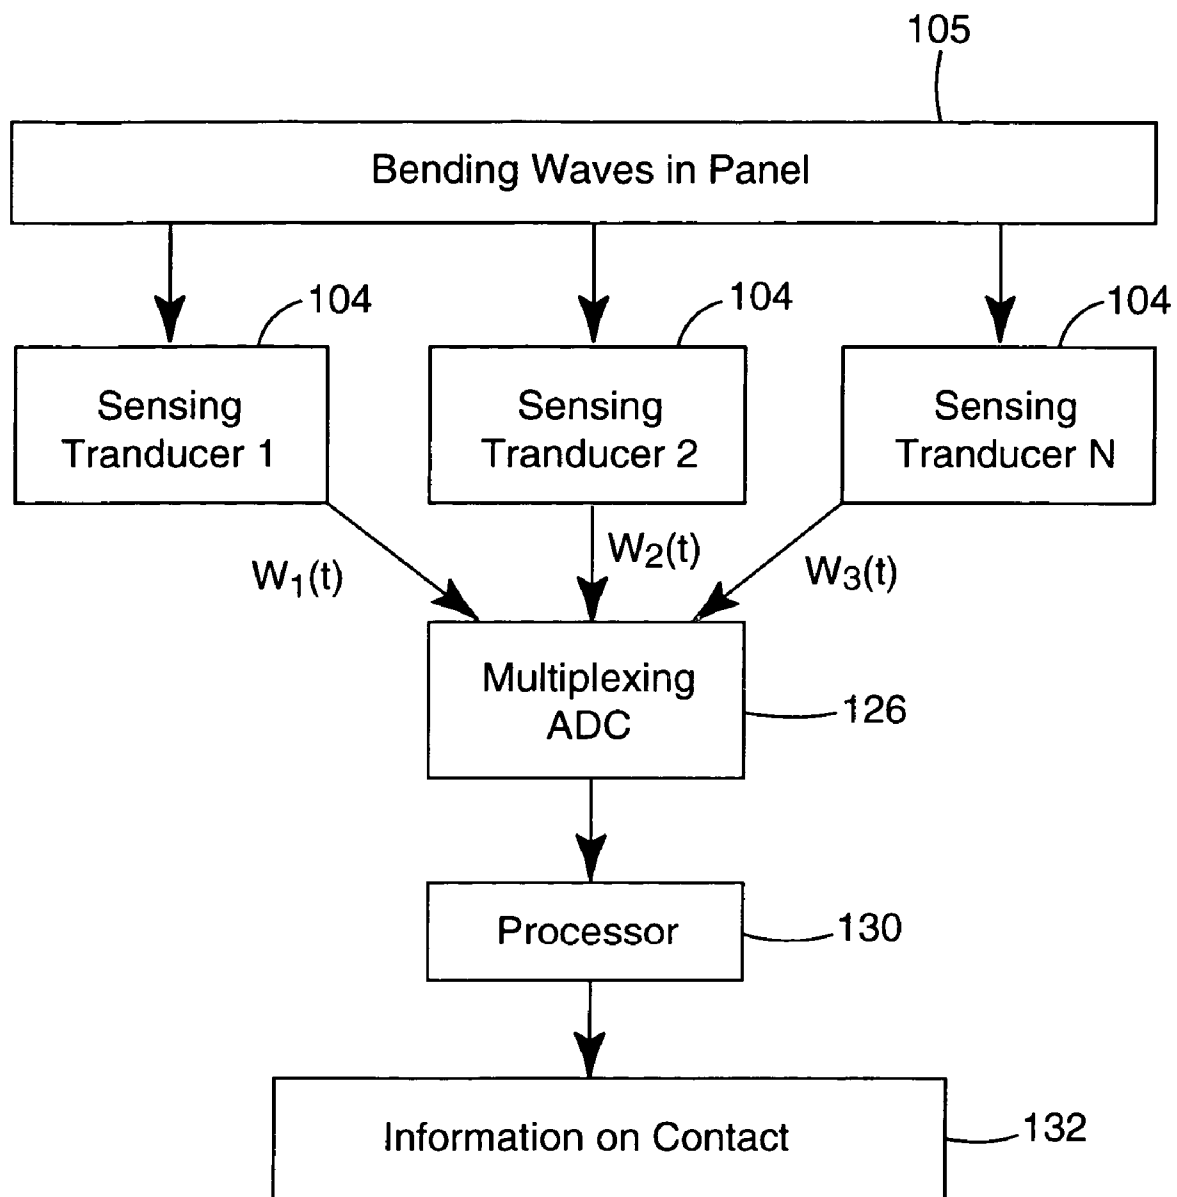 105
Bending Waves in Panel
104
104
104
Sensing
Tranducer 1
Sensing
Tranducer 2
Sensing
Tranducer N
W1(t)
W2(t)
W3(t)
Multiplexing
ADC
126
Processor
130
Information on Contact
132